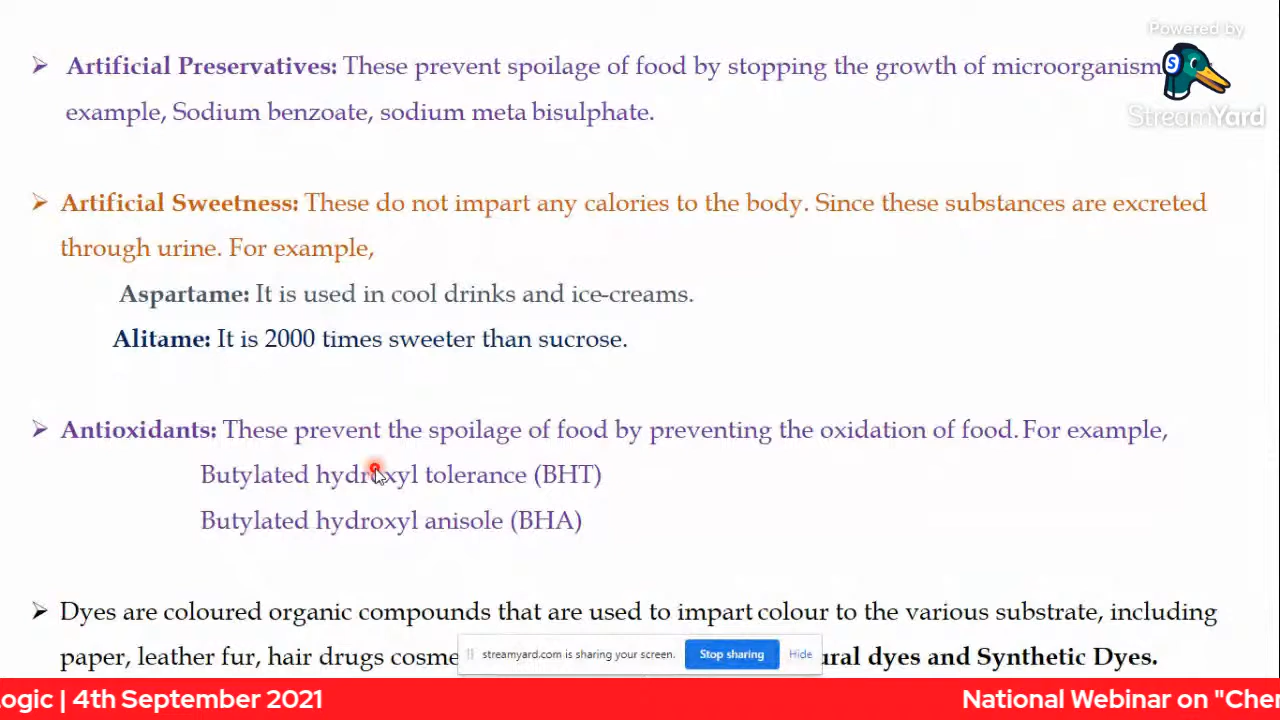 Powered by
StreamYard
➢ Artificial Preservatives: These prevent spoilage of food by stopping the growth of microorganism
example, Sodium benzoate, sodium meta bisulphate.
➢ Artificial Sweetness: These do not impart any calories to the body. Since these substances are excreted
through urine. For example,
Aspartame: It is used in cool drinks and ice-creams.
Alitame: It is 2000 times sweeter than sucrose.
➢ Antioxidants: These prevent the spoilage of food by preventing the oxidation of food. For example,
Butylated hydroxyl tolerance (BHT)
Butylated hydroxyl anisole (BHA)
➢ Dyes are coloured organic compounds that are used to impart colour to the various substrate, including
paper, leather fur, hair drugs cosme ural dyes and Synthetic Dyes.
streamyard.com is sharing your screen. Stop sharing Hide
ogic | 4th September 2021 National Webinar on "Cher